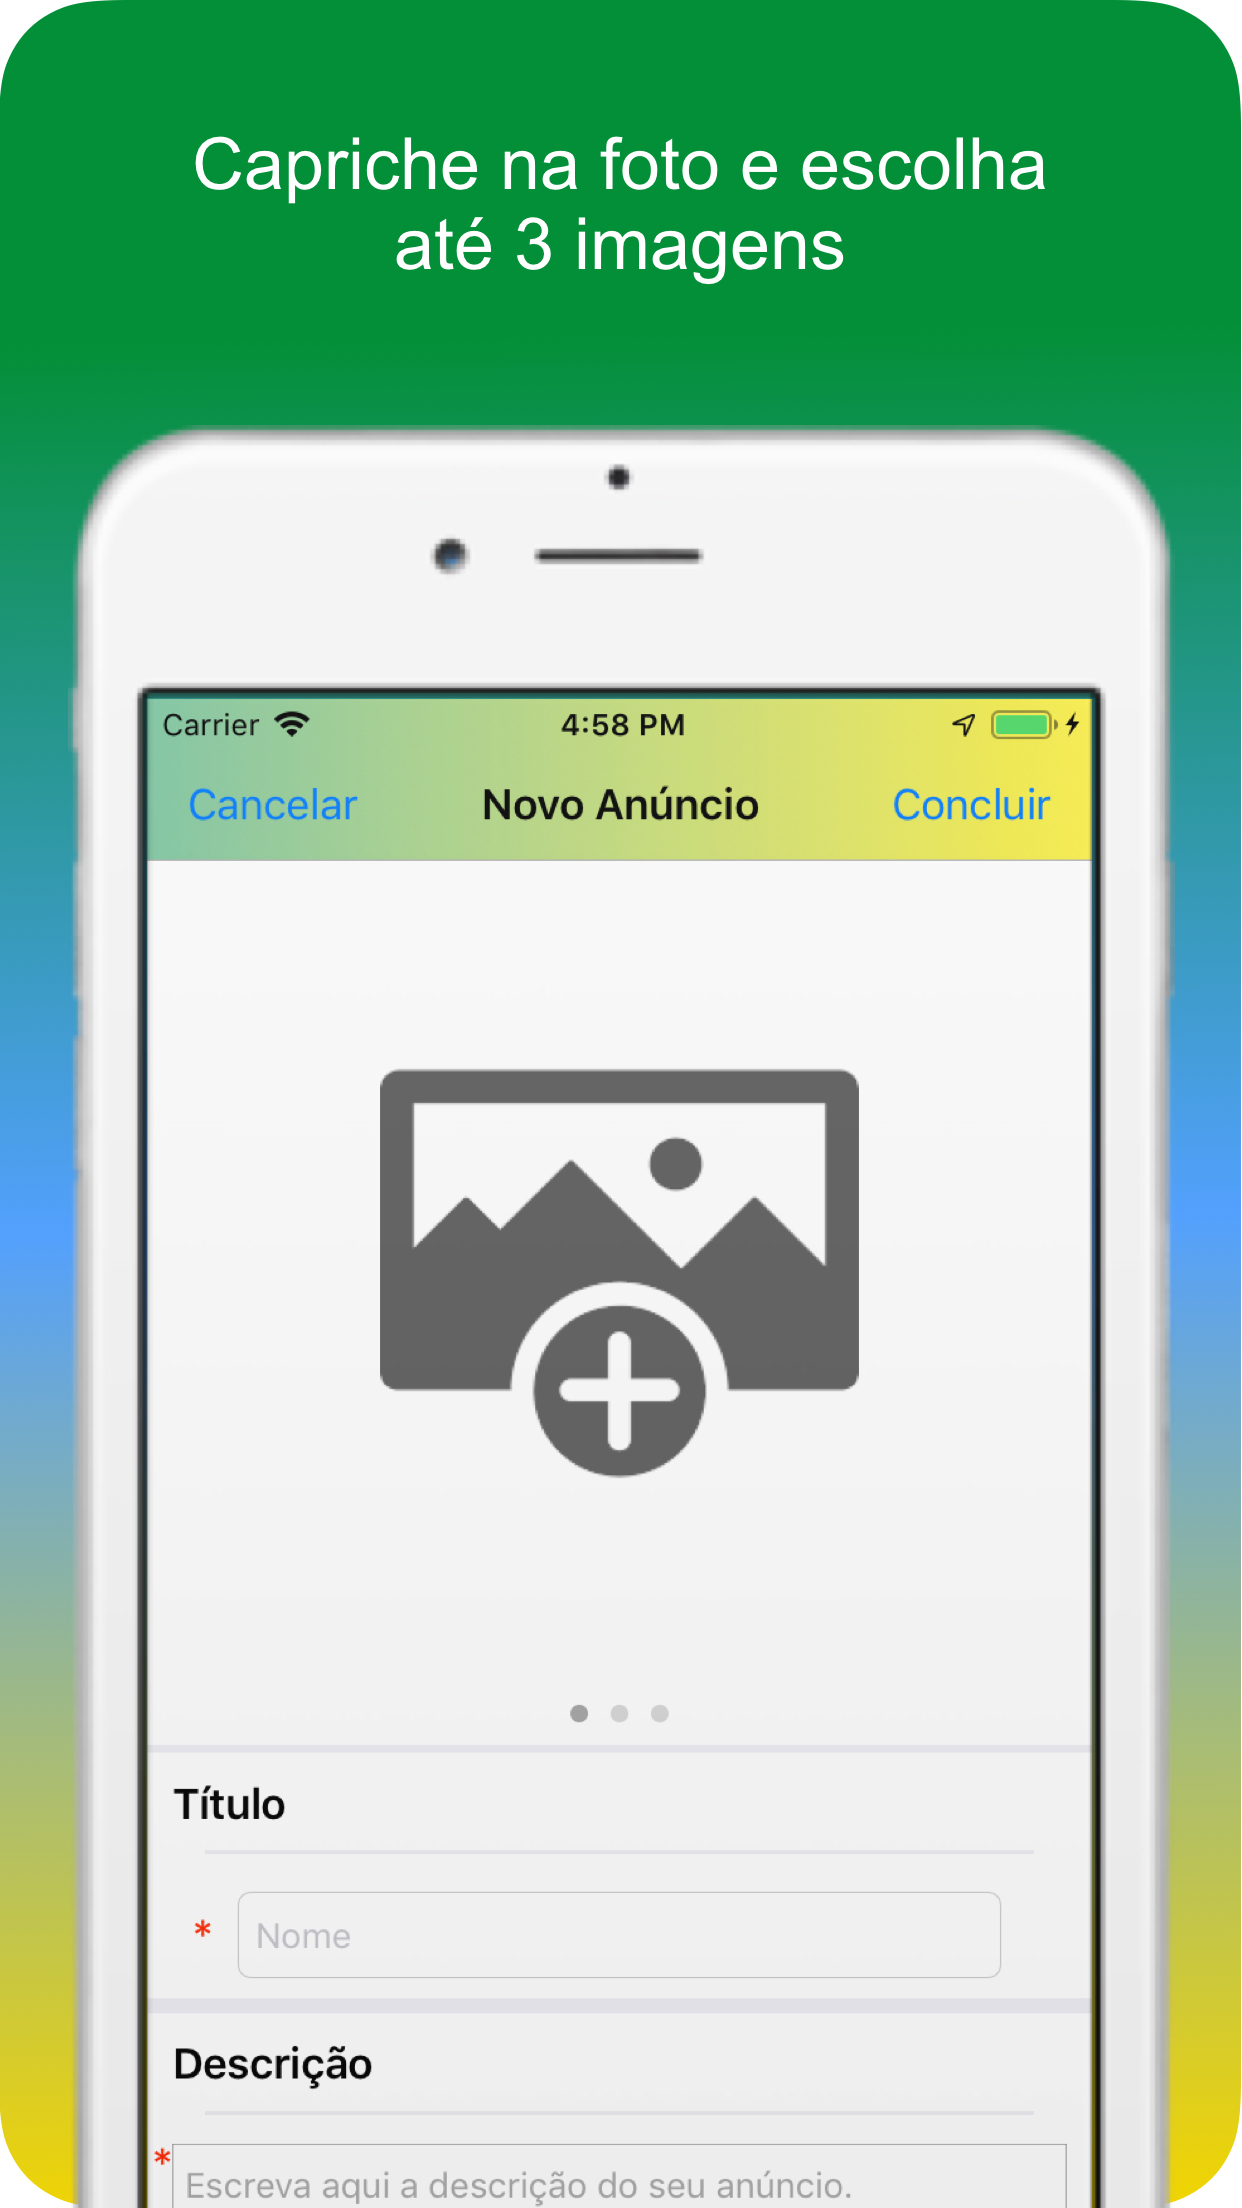 Capriche na foto e escolha
até 3 imagens
Carrier 4:58 PM
Cancelar Novo Anúncio Concluir
Título
* Nome
Descrição
* Escreva aqui a descrição do seu anúncio.